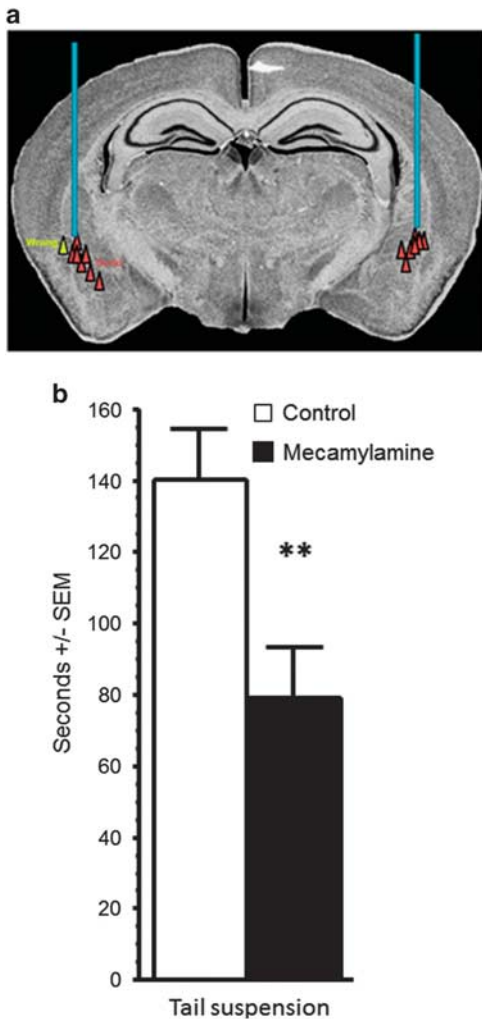 a
Wrong
b
Control
Mecamylamine
160
140
120
100
80
60
40
20
0
**
Seconds +/- SEM
Tail suspension